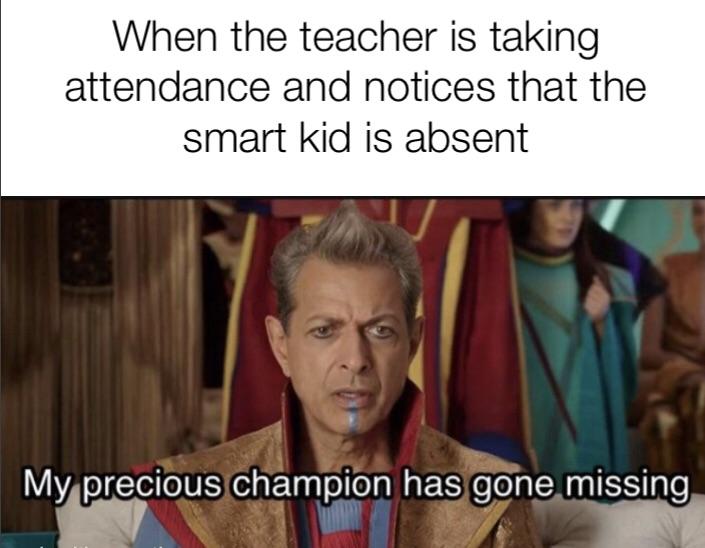 When the teacher is taking
attendance and notices that the
smart kid is absent
My precious champion has gone missing